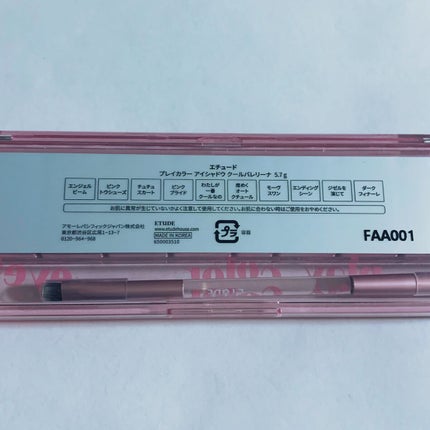 エチュード
プレイカラー アイシャドウ クールバレリーナ 5.7g
エンジェルビーム ピンクトウシューズ チュチュスカート ピンクプライド わたしが一番クールなの 煌めくオートクチュール モーヴスワン エンディングシーン ジゼルを演じて ダークフィナーレ
お肌に異常が生じていないかよく注意して使用してください。お肌に合わない時はご使用をおやめください。
アモーレパシフィックジャパン株式会社
東京都渋谷区広尾1-13-7
0120-964-968
ETUDE
www.etudehouse.com
MADE IN KOREA
650003510
プラ 容器
FAA001